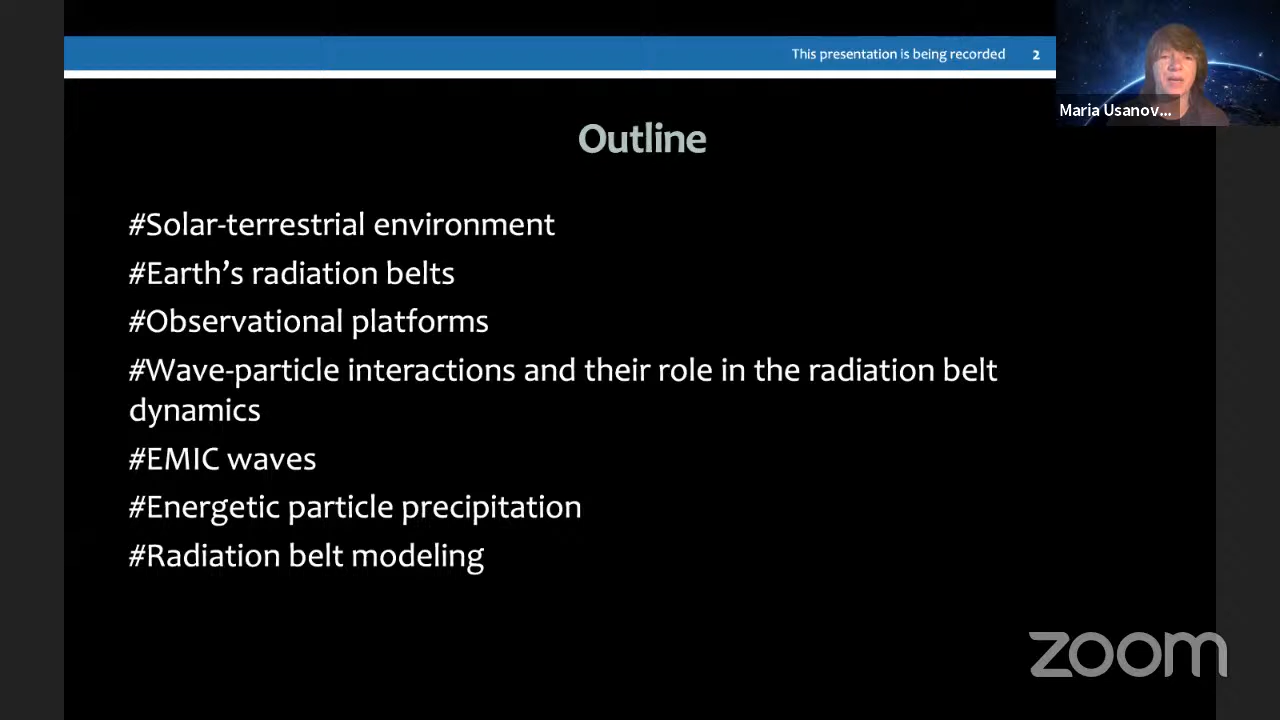 This presentation is being recorded 2
Maria Usanov...
Outline
#Solar-terrestrial environment
#Earth’s radiation belts
#Observational platforms
#Wave-particle interactions and their role in the radiation belt
dynamics
#EMIC waves
#Energetic particle precipitation
#Radiation belt modeling
zoom